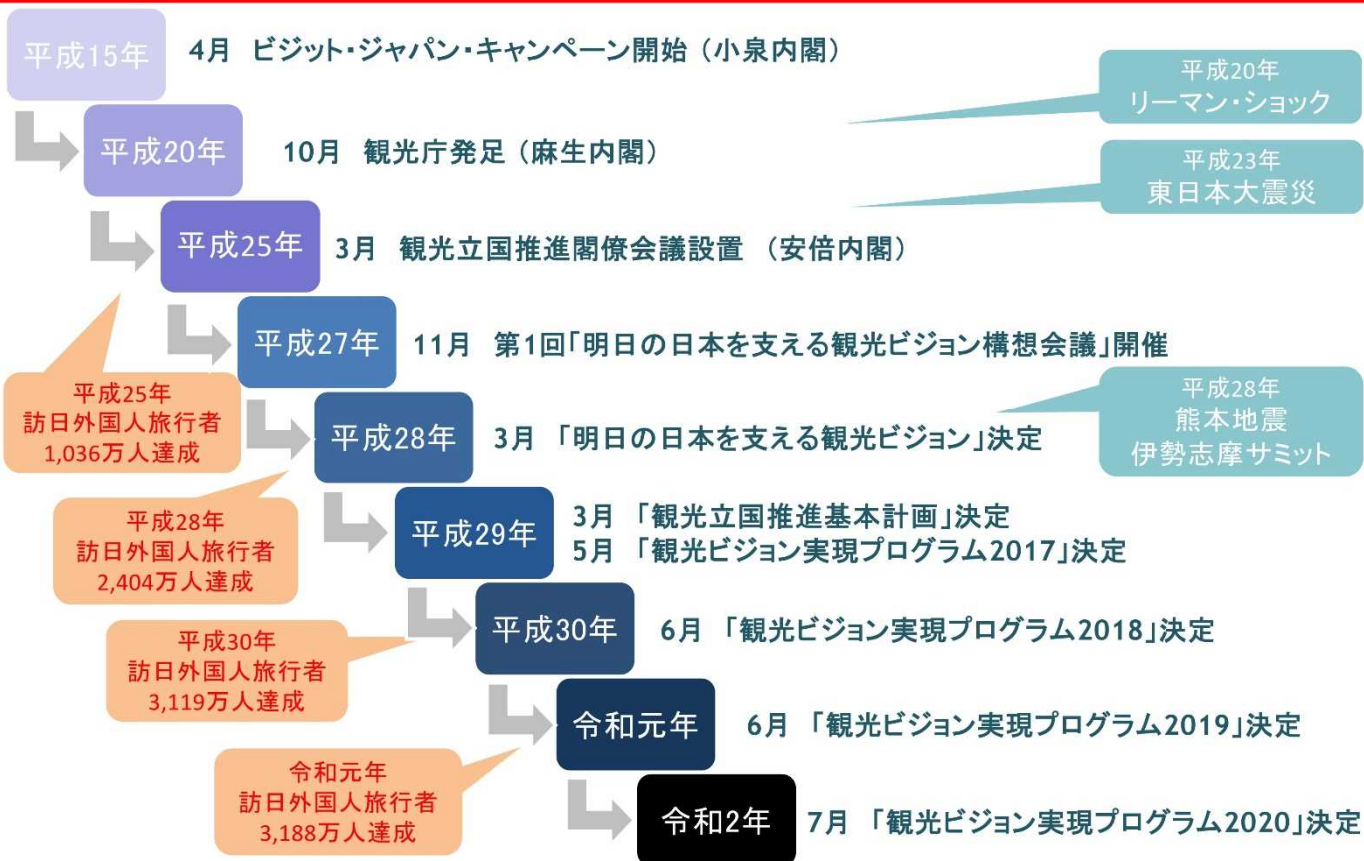 平成15年
4月 ビジット・ジャパン・キャンペーン開始（小泉内閣）
平成20年
リーマン・ショック
平成20年
10月 観光庁発足（麻生内閣）
平成23年
東日本大震災
平成25年
3月 観光立国推進閣僚会議設置 （安倍内閣）
平成27年
11月 第1回「明日の日本を支える観光ビジョン構想会議」開催
平成25年
訪日外国人旅行者
1,036万人達成
平成28年
3月 「明日の日本を支える観光ビジョン」決定
平成28年
熊本地震
伊勢志摩サミット
平成28年
訪日外国人旅行者
2,404万人達成
平成29年
3月 「観光立国推進基本計画」決定
5月 「観光ビジョン実現プログラム2017」決定
平成30年
6月 「観光ビジョン実現プログラム2018」決定
平成30年
訪日外国人旅行者
3,119万人達成
令和元年
6月 「観光ビジョン実現プログラム2019」決定
令和元年
訪日外国人旅行者
3,188万人達成
令和2年
7月 「観光ビジョン実現プログラム2020」決定